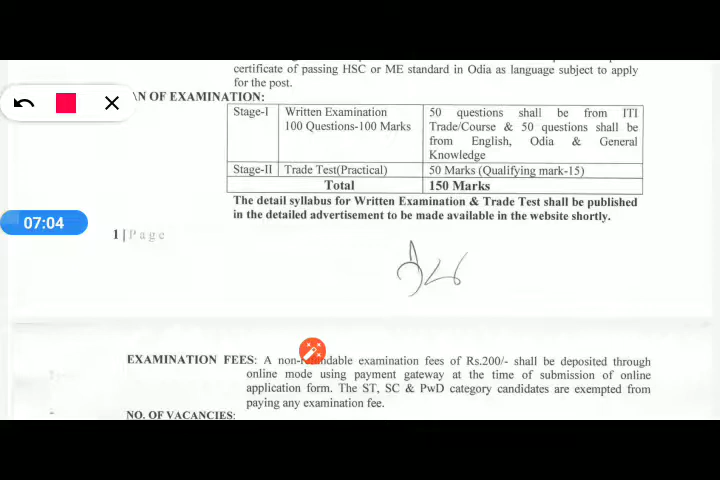 certificate of passing HSC or ME standard in Odia as language subject to apply
for the post.
AN OF EXAMINATION:
Stage-I Written Examination 50 questions shall be from ITI
100 Questions-100 Marks Trade/Course & 50 questions shall be
from English, Odia & General
Knowledge
Stage-II Trade Test(Practical) 50 Marks (Qualifying mark-15)
Total 150 Marks
The detail syllabus for Written Examination & Trade Test shall be published
in the detailed advertisement to be made available in the website shortly.
07:04
1 | Page
EXAMINATION FEES: A non-refundable examination fees of Rs.200/- shall be deposited through
online mode using payment gateway at the time of submission of online
application form. The ST, SC & PwD category candidates are exempted from
paying any examination fee.
NO. OF VACANCIES: